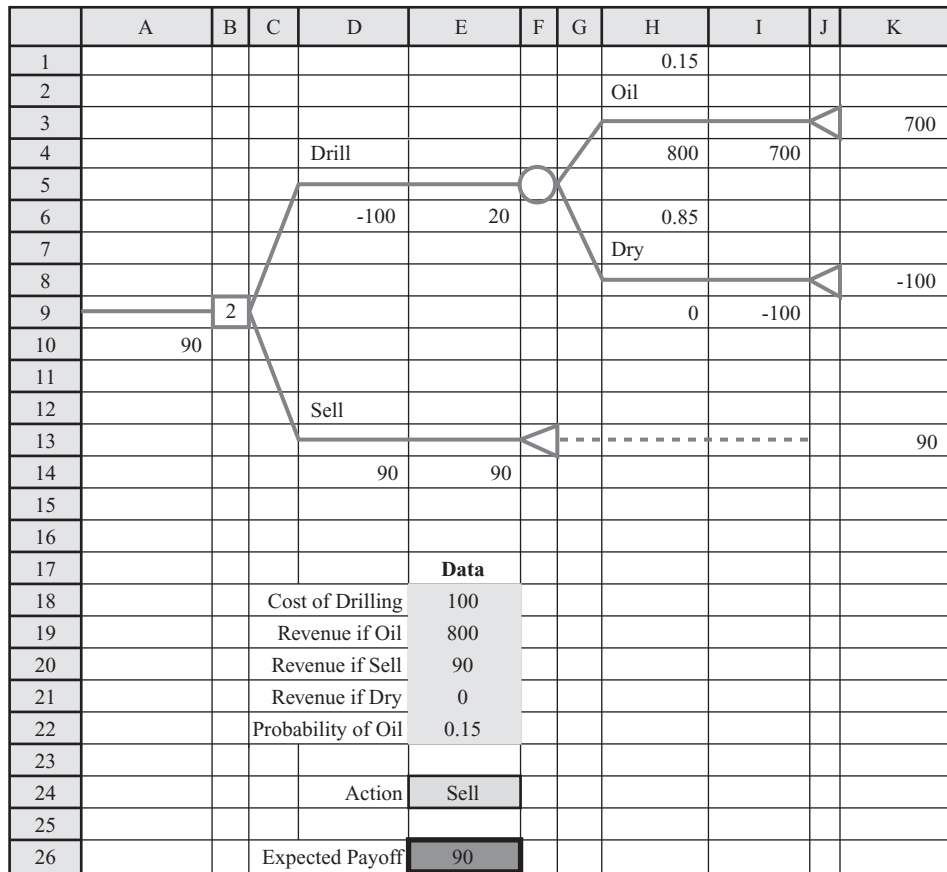 A B C D E F G H I J K
1 0.15
2 Oil
3 700
4 Drill 800 700
5
6 -100 20 0.85
7 Dry
8 -100
9 2 0 -100
10 90
11
12 Sell
13 90
14 90 90
15
16
17 Data
18 Cost of Drilling 100
19 Revenue if Oil 800
20 Revenue if Sell 90
21 Revenue if Dry 0
22 Probability of Oil 0.15
23
24 Action Sell
25
26 Expected Payoff 90